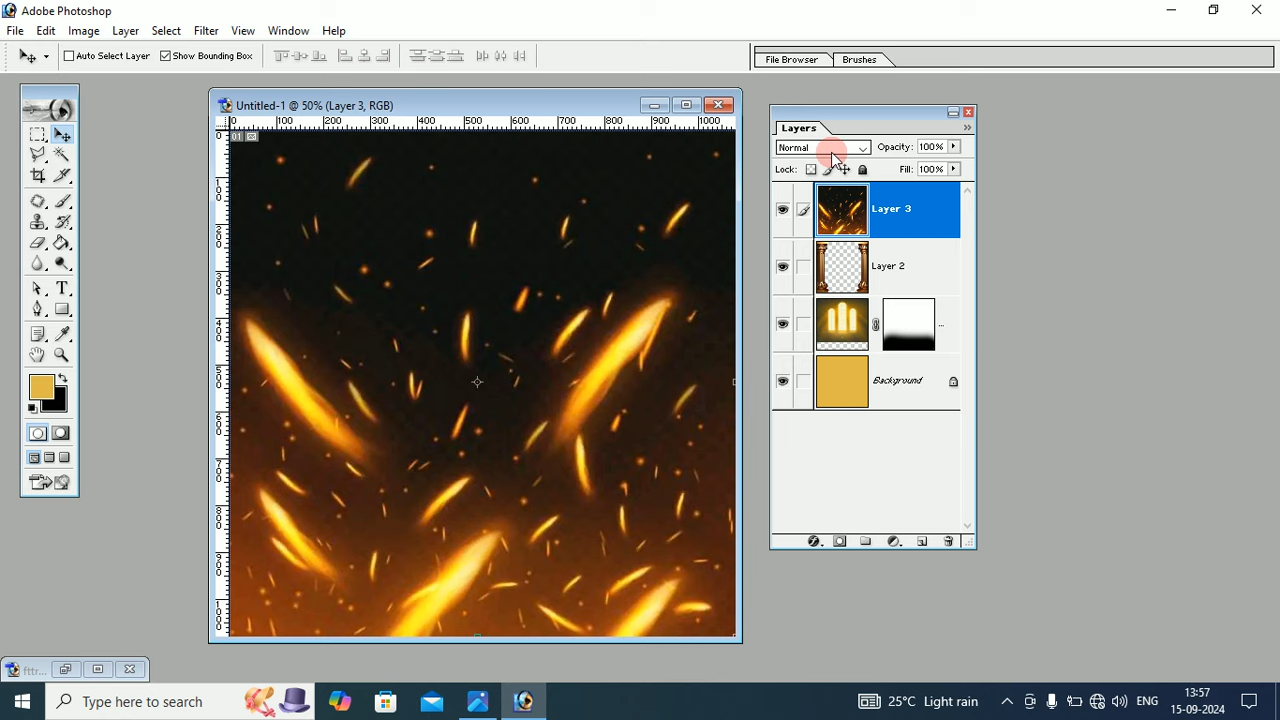 Adobe Photoshop
File Edit Image Layer Select Filter View Window Help
Auto Select Layer Show Bounding Box
File Browser Brushes
Untitled-1 @ 50% (Layer 3, RGB)
0 100 200 300 400 500 600 700 800 900 1000
01
Layers
Normal Opacity: 100%
Lock: Fill: 100%
Layer 3
Layer 2
...
Background
fttr...
Type here to search
25°C Light rain
ENG
13:57
15-09-2024